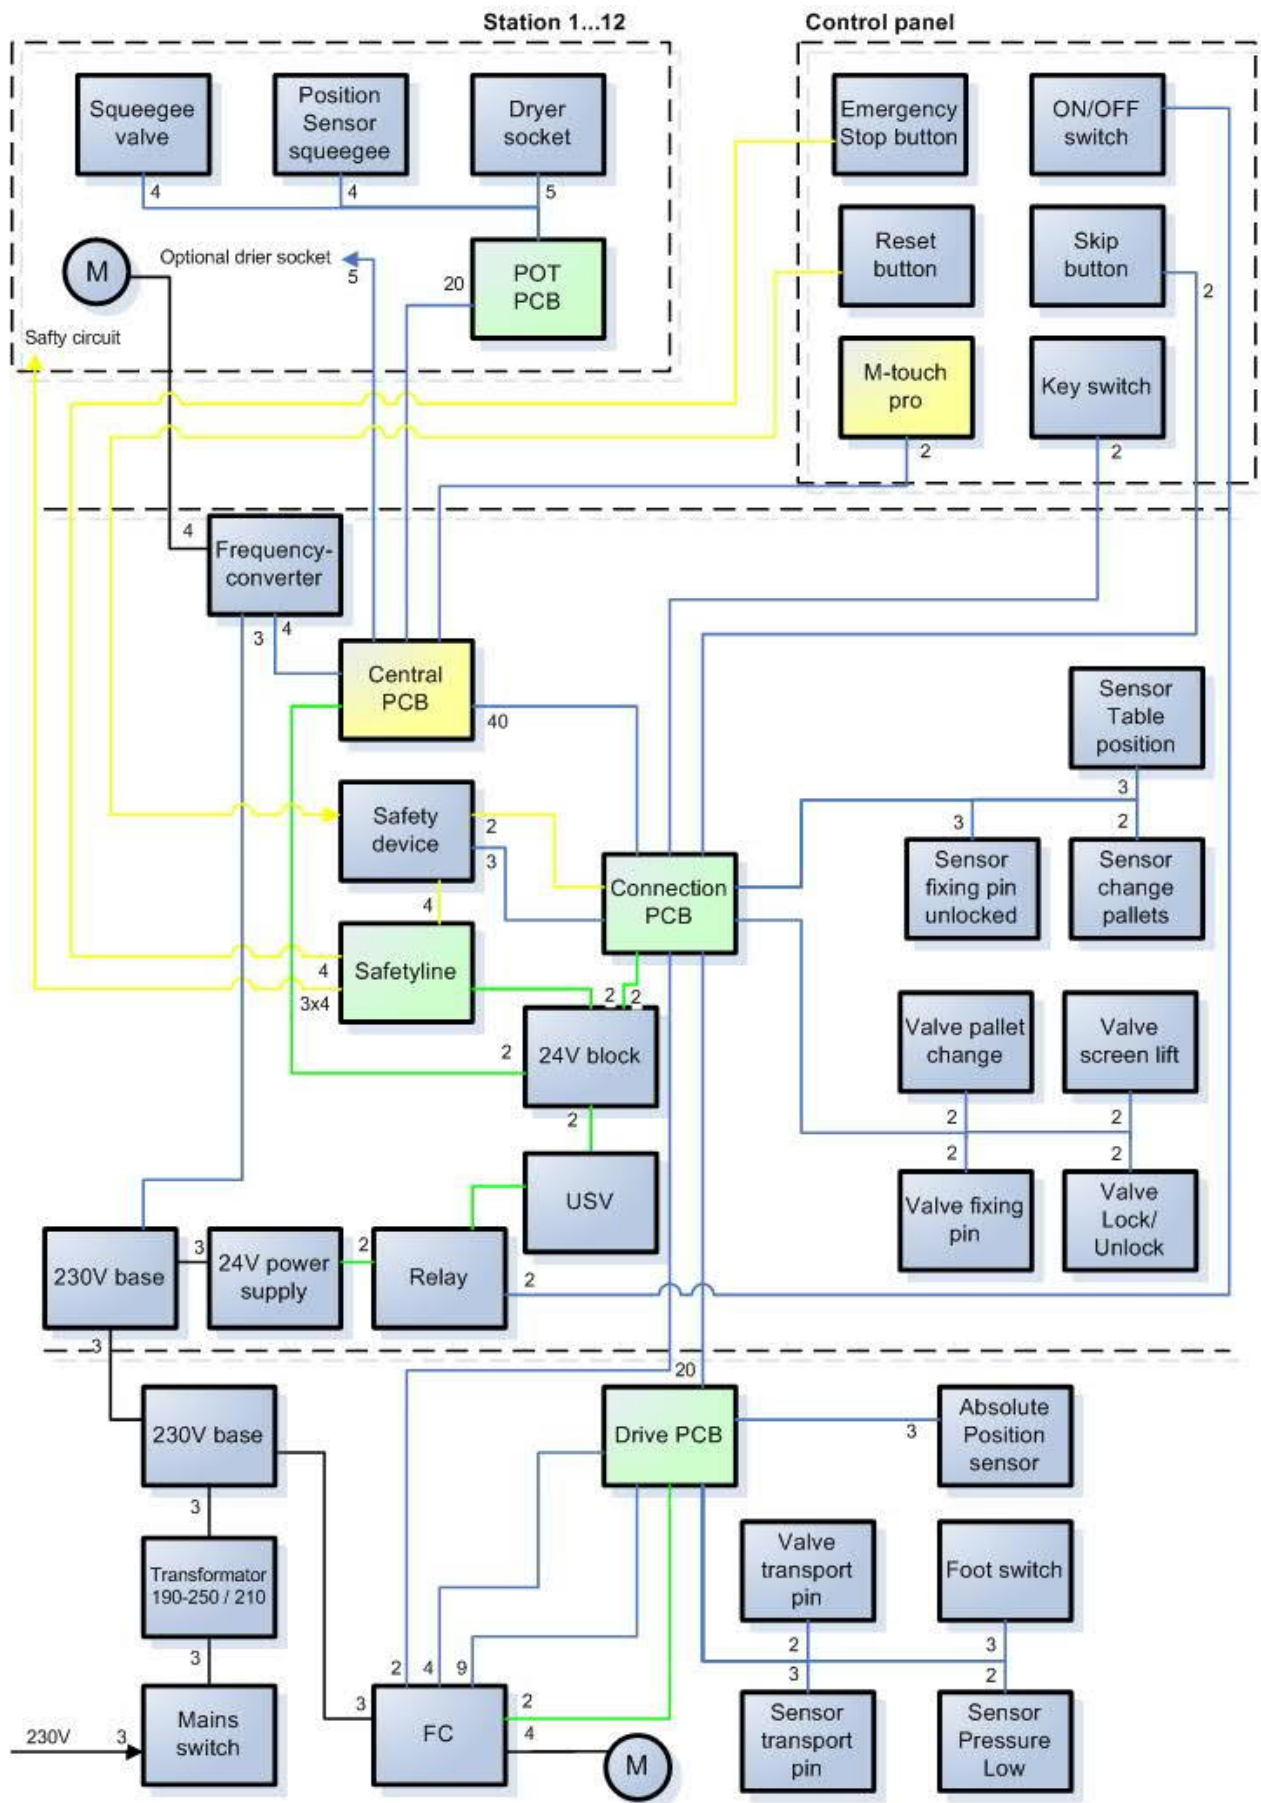 Station 1...12
Control panel
Squeegee
valve
Position
Sensor
squeegee
Dryer
socket
Emergency
Stop button
ON/OFF
switch
4
4
5
M
Optional drier socket
5
20
POT
PCB
Reset
button
Skip
button
2
Safty circuit
M-touch
pro
Key switch
2
2
4
Frequency-
converter
3
4
Central
PCB
40
Sensor
Table
position
3
Safety
device
2
3
3
2
Connection
PCB
Sensor
fixing pin
unlocked
Sensor
change
pallets
4
Safetyline
4
3x4
2
2
Valve pallet
change
Valve
screen lift
2
24V block
2
2
2
2
2
USV
Valve fixing
pin
Valve
Lock/
Unlock
230V base
3
24V power
supply
2
Relay
2
3
20
230V base
Drive PCB
3
Absolute
Position
sensor
3
Transformator
190-250 / 210
Valve
transport
pin
Foot switch
3
2
4
9
2
3
3
2
Mains
switch
230V
3
3
FC
2
4
M
Sensor
transport
pin
Sensor
Pressure
Low